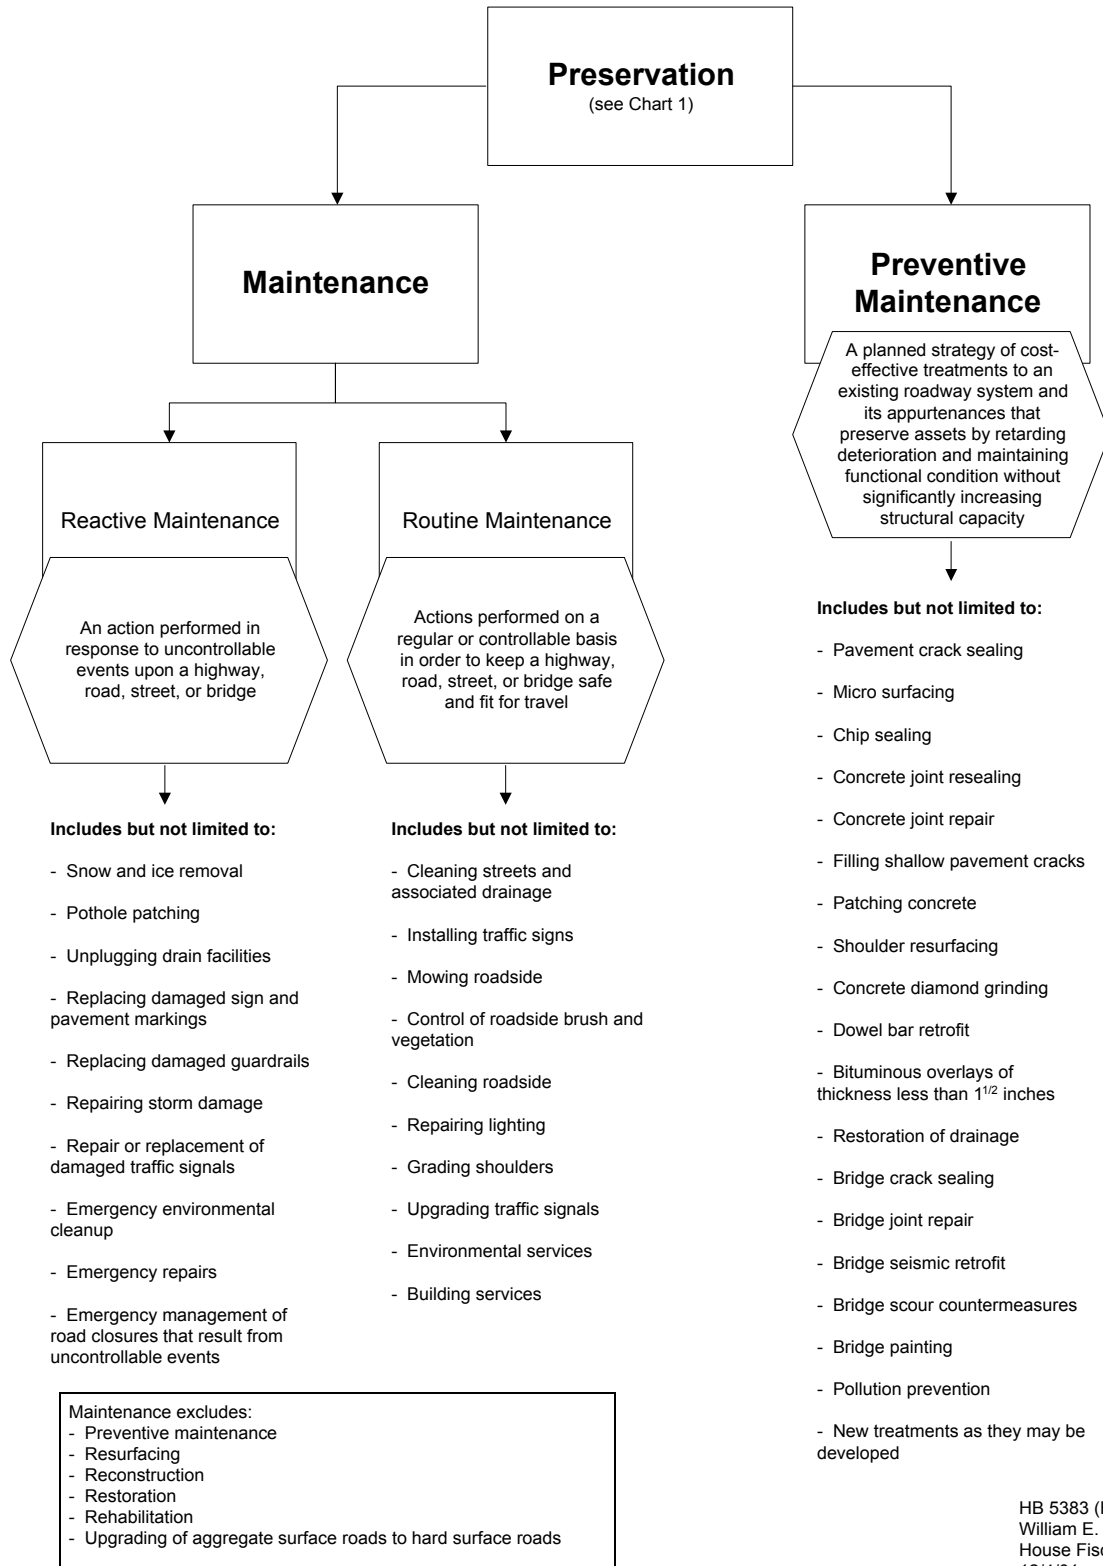 Preservation
(see Chart 1)
Maintenance
Preventive
Maintenance
A planned strategy of cost-
effective treatments to an
existing roadway system and
its appurtenances that
preserve assets by retarding
deterioration and maintaining
functional condition without
significantly increasing
structural capacity
Reactive Maintenance
An action performed in
response to uncontrollable
events upon a highway,
road, street, or bridge
Routine Maintenance
Actions performed on a
regular or controllable basis
in order to keep a highway,
road, street, or bridge safe
and fit for travel
Includes but not limited to:
- Snow and ice removal
- Pothole patching
- Unplugging drain facilities
- Replacing damaged sign and
pavement markings
- Replacing damaged guardrails
- Repairing storm damage
- Repair or replacement of
damaged traffic signals
- Emergency environmental
cleanup
- Emergency repairs
- Emergency management of
road closures that result from
uncontrollable events
Includes but not limited to:
- Cleaning streets and
associated drainage
- Installing traffic signs
- Mowing roadside
- Control of roadside brush and
vegetation
- Cleaning roadside
- Repairing lighting
- Grading shoulders
- Upgrading traffic signals
- Environmental services
- Building services
Includes but not limited to:
- Pavement crack sealing
- Micro surfacing
- Chip sealing
- Concrete joint resealing
- Concrete joint repair
- Filling shallow pavement cracks
- Patching concrete
- Shoulder resurfacing
- Concrete diamond grinding
- Dowel bar retrofit
- Bituminous overlays of
thickness less than 1 1/2 inches
- Restoration of drainage
- Bridge crack sealing
- Bridge joint repair
- Bridge seismic retrofit
- Bridge scour countermeasures
- Bridge painting
- Pollution prevention
- New treatments as they may be
developed
Maintenance excludes:
- Preventive maintenance
- Resurfacing
- Reconstruction
- Restoration
- Rehabilitation
- Upgrading of aggregate surface roads to hard surface roads
HB 5383
William E.
House